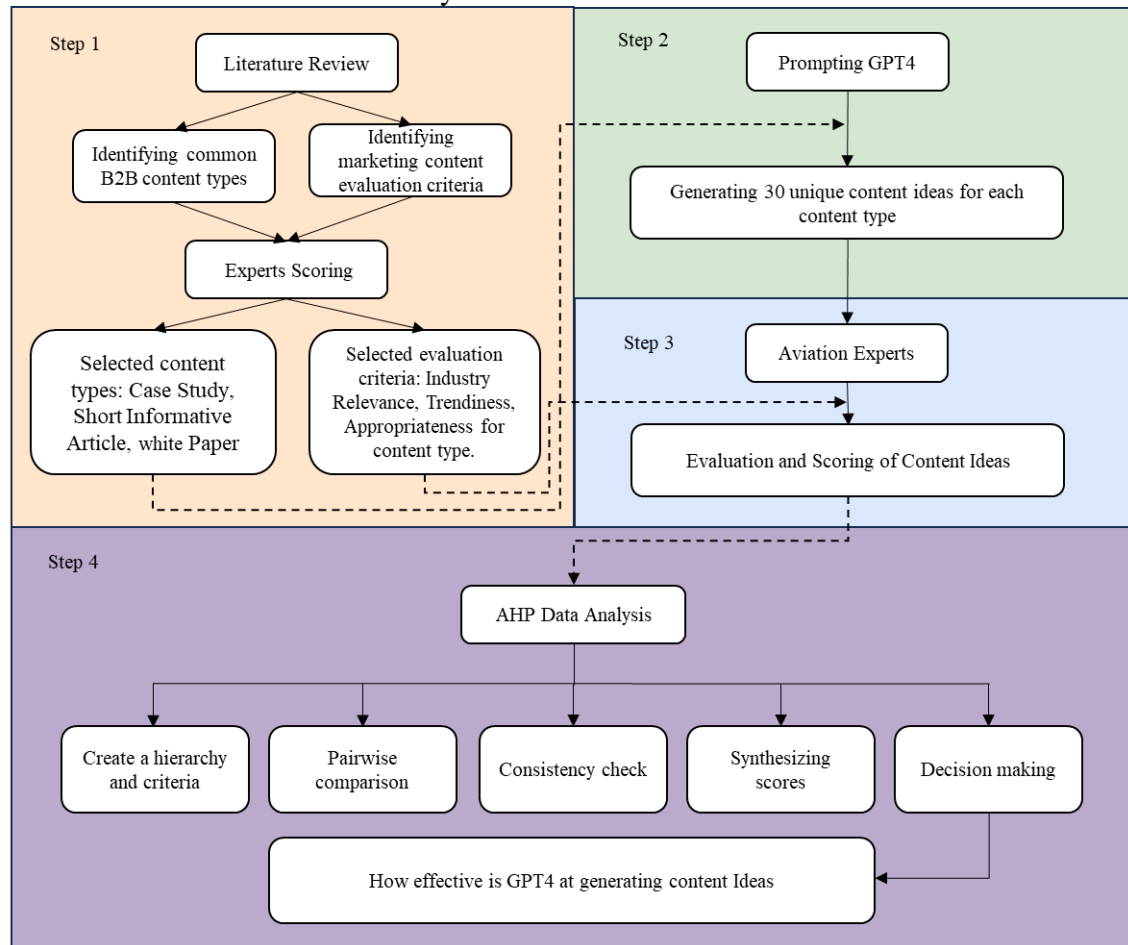 Step 1
Literature Review
Identifying common
B2B content types
Identifying
marketing content
evaluation criteria
Experts Scoring
Selected content
types: Case Study,
Short Informative
Article, white Paper
Selected evaluation
criteria: Industry
Relevance, Trendiness,
Appropriateness for
content type.
Step 2
Prompting GPT4
Generating 30 unique content ideas for each
content type
Step 3
Aviation Experts
Evaluation and Scoring of Content Ideas
Step 4
AHP Data Analysis
Create a hierarchy
and criteria
Pairwise
comparison
Consistency check
Synthesizing
scores
Decision making
How effective is GPT4 at generating content Ideas